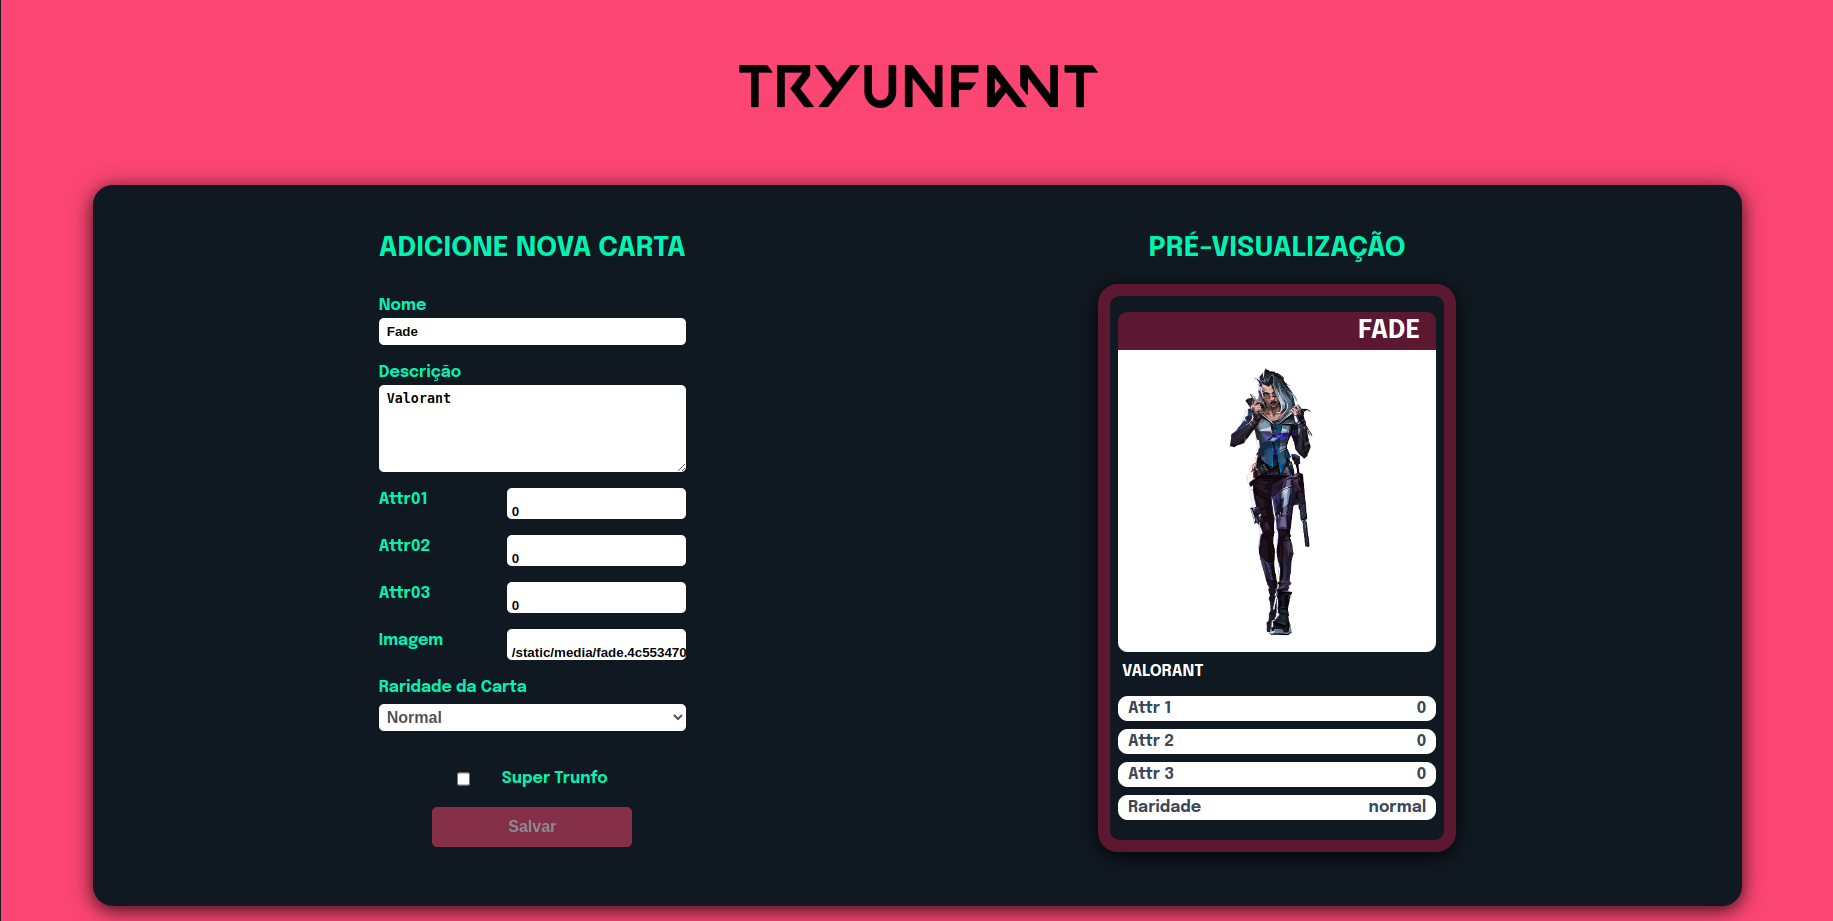 TRYUNFANT
ADICIONE NOVA CARTA
Nome
Fade
Descrição
Valorant
Attr01
0
Attr02
0
Attr03
0
Imagem
/static/media/fade.4c553470
Raridade da Carta
Normal
Super Trunfo
Salvar
PRÉ-VISUALIZAÇÃO
FADE
VALORANT
Attr 1 0
Attr 2 0
Attr 3 0
Raridade normal